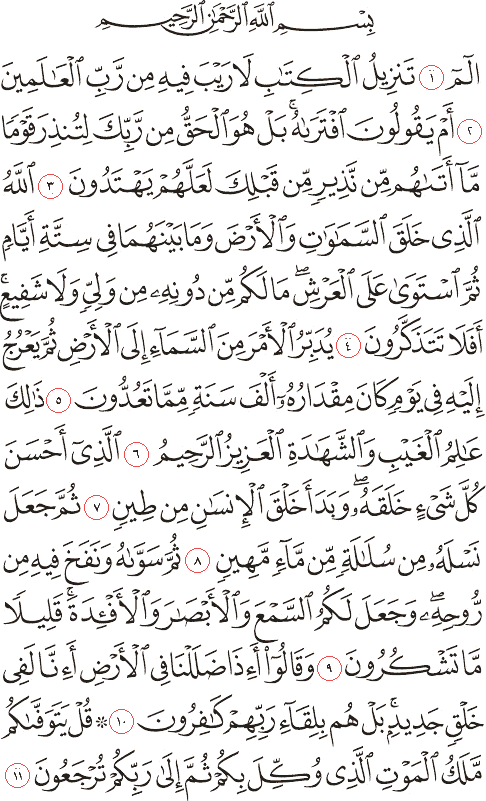 بِسْمِ ٱللَّهِ ٱلرَّحْمَٰنِ ٱلرَّحِيمِ
الٓمٓ ١ تَنزِيلُ ٱلْكِتَٰبِ لَا رَيْبَ فِيهِ مِن رَّبِّ ٱلْعَٰلَمِينَ
٢ أَمْ يَقُولُونَ ٱفْتَرَىٰهُۚ بَلْ هُوَ ٱلْحَقُّ مِن رَّبِّكَ لِتُنذِرَ قَوْمًا
مَّآ أَتَىٰهُم مِّن نَّذِيرٍ مِّن قَبْلِكَ لَعَلَّهُمْ يَهْتَدُونَ ٣ ٱللَّهُ
ٱلَّذِى خَلَقَ ٱلسَّمَٰوَٰتِ وَٱلْأَرْضَ وَمَا بَيْنَهُمَا فِى سِتَّةِ أَيَّامٍ
ثُمَّ ٱسْتَوَىٰ عَلَى ٱلْعَرْشِۖ مَا لَكُم مِّن دُونِهِۦ مِن وَلِىٍّ وَلَا شَفِيعٍۚ
أَفَلَا تَتَذَكَّرُونَ ٤ يُدَبِّرُ ٱلْأَمْرَ مِنَ ٱلسَّمَآءِ إِلَى ٱلْأَرْضِ ثُمَّ يَعْرُجُ
إِلَيْهِ فِى يَوْمٍ كَانَ مِقْدَارُهُۥٓ أَلْفَ سَنَةٍ مِّمَّا تَعُدُّونَ ٥ ذَٰلِكَ
عَٰلِمُ ٱلْغَيْبِ وَٱلشَّهَٰدَةِ ٱلْعَزِيزُ ٱلرَّحِيمُ ٦ ٱلَّذِىٓ أَحْسَنَ
كُلَّ شَىْءٍ خَلَقَهُۥۖ وَبَدَأَ خَلْقَ ٱلْإِنسَٰنِ مِن طِينٍ ٧ ثُمَّ جَعَلَ
نَسْلَهُۥ مِن سُلَٰلَةٍ مِّن مَّآءٍ مَّهِينٍ ٨ ثُمَّ سَوَّىٰهُ وَنَفَخَ فِيهِ مِن
رُّوحِهِۦۖ وَجَعَلَ لَكُمُ ٱلسَّمْعَ وَٱلْأَبْصَٰرَ وَٱلْأَفْـِٔدَةَۚ قَلِيلًا
مَّا تَشْكُرُونَ ٩ وَقَالُوٓا۟ أَءِذَا ضَلَلْنَا فِى ٱلْأَرْضِ أَءِنَّا لَفِى
خَلْقٍ جَدِيدٍۭۚ بَلْ هُم بِلِقَآءِ رَبِّهِمْ كَٰفِرُونَ ١٠ ۞ قُلْ يَتَوَفَّىٰكُم
مَّلَكُ ٱلْمَوْتِ ٱلَّذِى وُكِّلَ بِكُمْ ثُمَّ إِلَىٰ رَبِّكُمْ تُرْجَعُونَ ١١